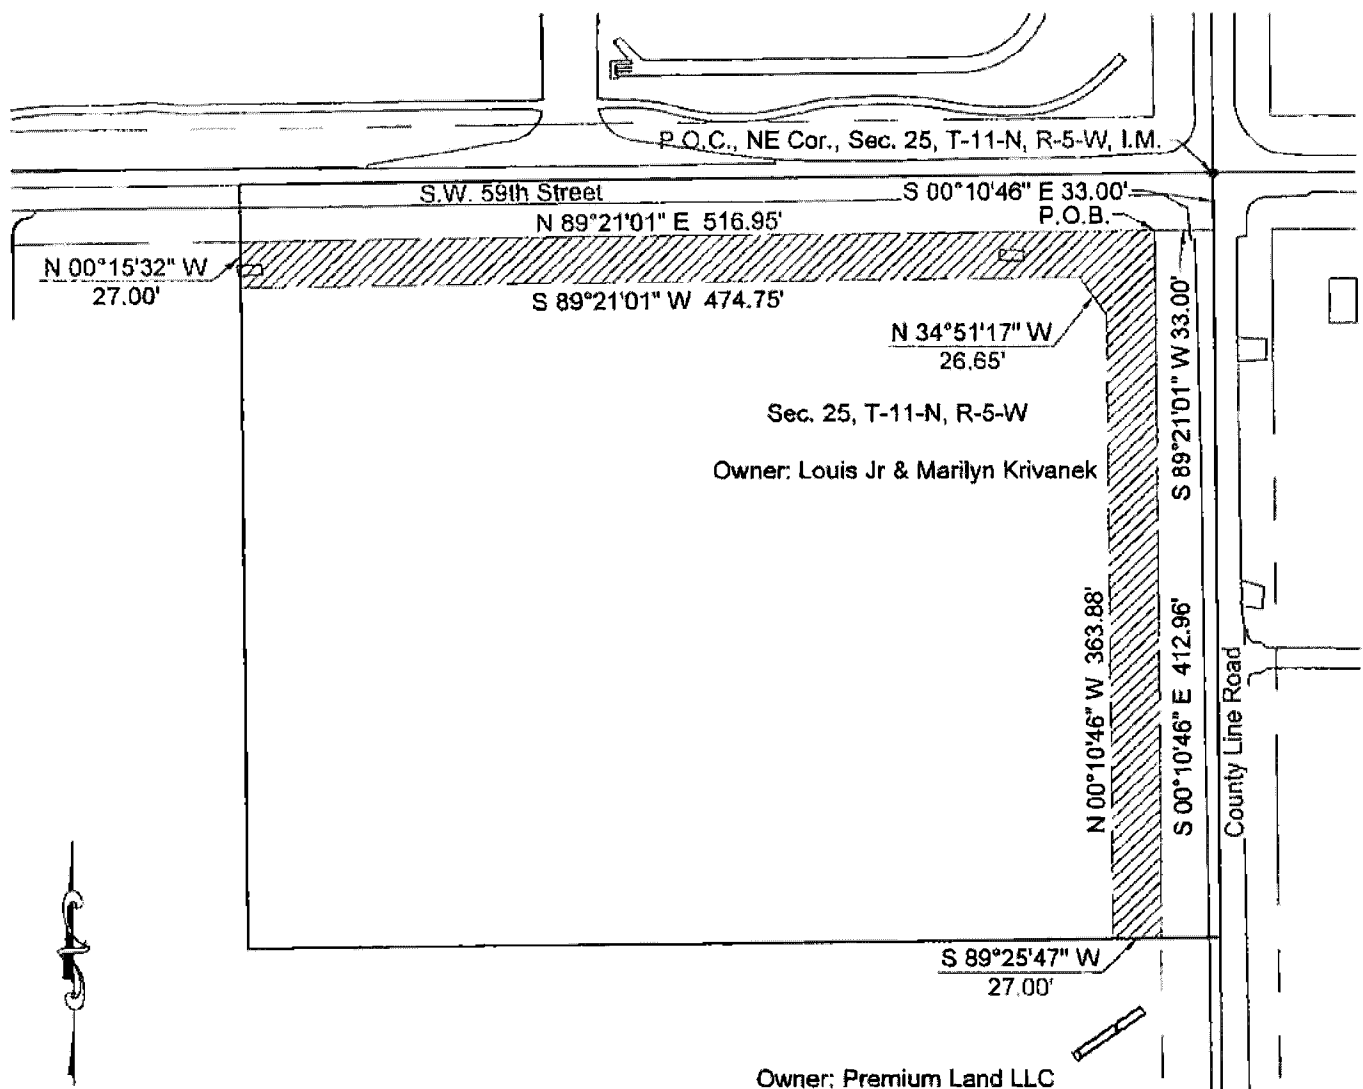 P.O.C., NE Cor., Sec. 25, T-11-N, R-5-W, I.M.
S.W. 59th Street
S 00°10'46" E 33.00'
P.O.B.
N 89°21'01" E 516.95'
N 00°15'32" W
27.00'
S 89°21'01" W 474.75'
N 34°51'17" W
26.65'
S 89°21'01" W 33.00'
Sec. 25, T-11-N, R-5-W
Owner: Louis Jr & Marilyn Krivanek
N 00°10'46" W 363.88'
S 00°10'46" E 412.96'
County Line Road
S 89°25'47" W
27.00'
Owner: Premium Land LLC